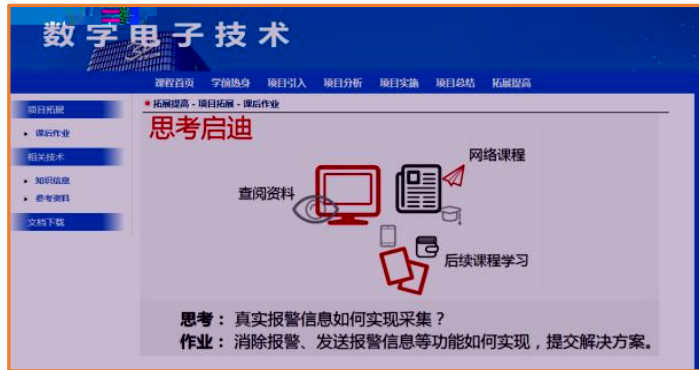 数字电子技术
课程首页 学前热身 项目引入 项目分析 项目实施 项目总结 拓展提高
项目拓展
课后作业
相关技术
知识信息
参考资料
文档下载
拓展提高 - 项目拓展 - 课后作业
思考启迪
网络课程
查阅资料
后续课程学习
思考：真实报警信息如何实现采集？
作业：消除报警、发送报警信息等功能如何实现，提交解决方案。